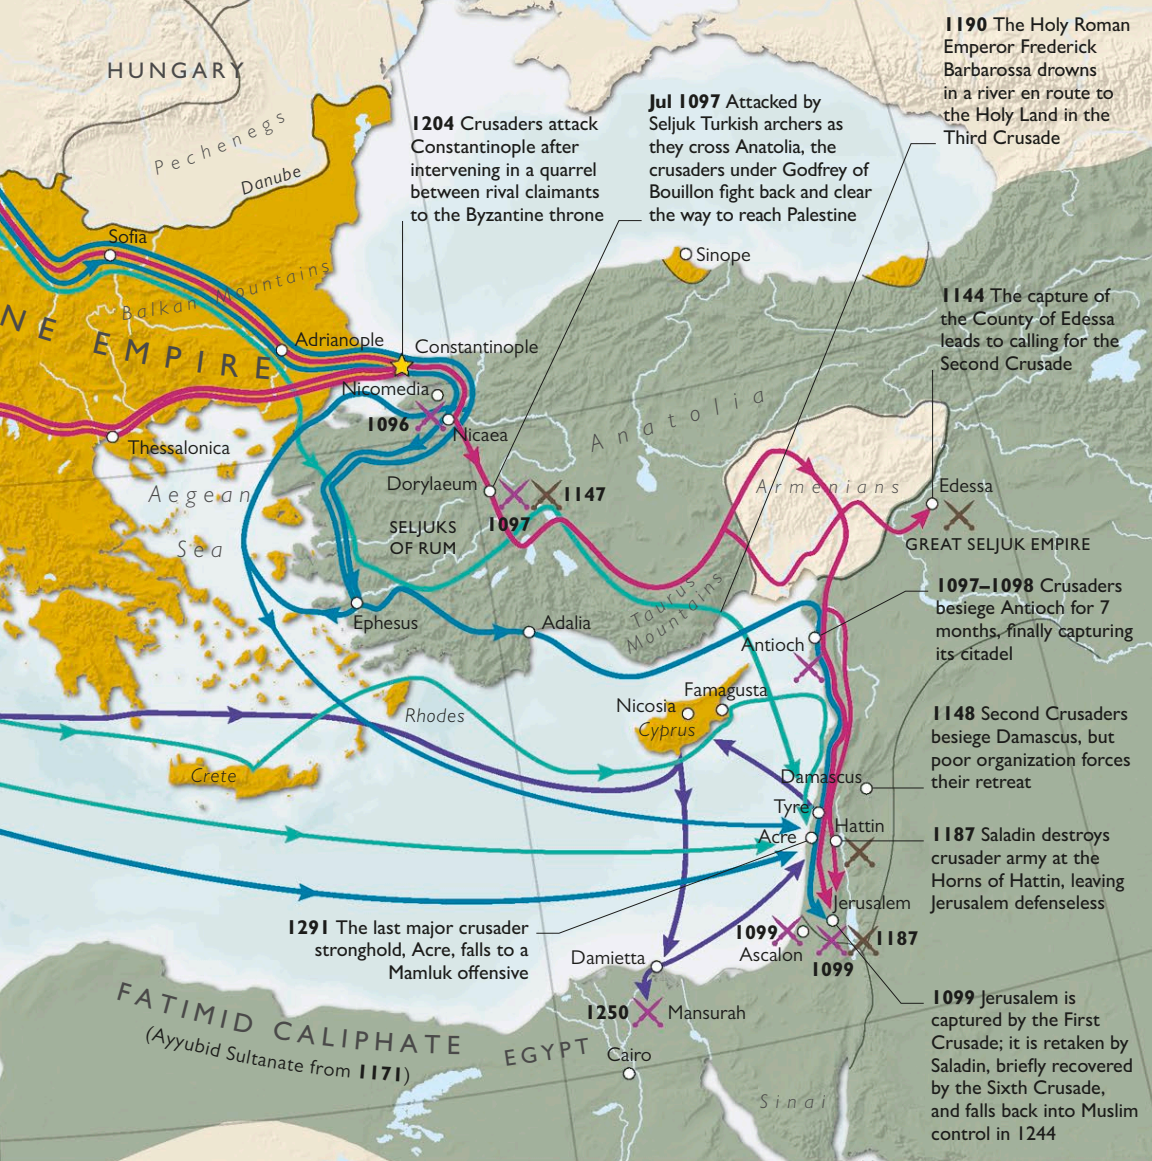 1190 The Holy Roman
Emperor Frederick
Barbarossa drowns
in a river en route to
the Holy Land in the
Third Crusade
HUNGARY
Jul 1097 Attacked by
Seljuk Turkish archers as
they cross Anatolia, the
crusaders under Godfrey of
Bouillon fight back and clear
the way to reach Palestine
1204 Crusaders attack
Constantinople after
intervening in a quarrel
between rival claimants
to the Byzantine throne
Pechenegs
Danube
Sofia
Sinope
Balkan Mountains
1144 The capture of
the County of Edessa
leads to calling for the
Second Crusade
NE EMPIRE
Adrianople
Constantinople
Nicomedia
1096
Nicaea
Anatolia
Thessalonica
Aegean
Sea
Dorylaeum
1147
1097
SELJUKS
OF RUM
Armenians
Edessa
GREAT SELJUK EMPIRE
1097–1098 Crusaders
besiege Antioch for 7
months, finally capturing
its citadel
Taurus
Mountains
Ephesus
Adalia
Antioch
Nicosia
Famagusta
Cyprus
Rhodes
1148 Second Crusaders
besiege Damascus, but
poor organization forces
their retreat
Crete
Damascus
Tyre
Acre
Hattin
1187 Saladin destroys
crusader army at the
Horns of Hattin, leaving
Jerusalem defenseless
1291 The last major crusader
stronghold, Acre, falls to a
Mamluk offensive
Jerusalem
1099
Ascalon
1187
1099
Damietta
1250
Mansurah
FATIMID CALIPHATE
(Ayyubid Sultanate from 1171)
EGYPT
Cairo
Sinai
1099 Jerusalem is
captured by the First
Crusade; it is retaken by
Saladin, briefly recovered
by the Sixth Crusade,
and falls back into Muslim
control in 1244